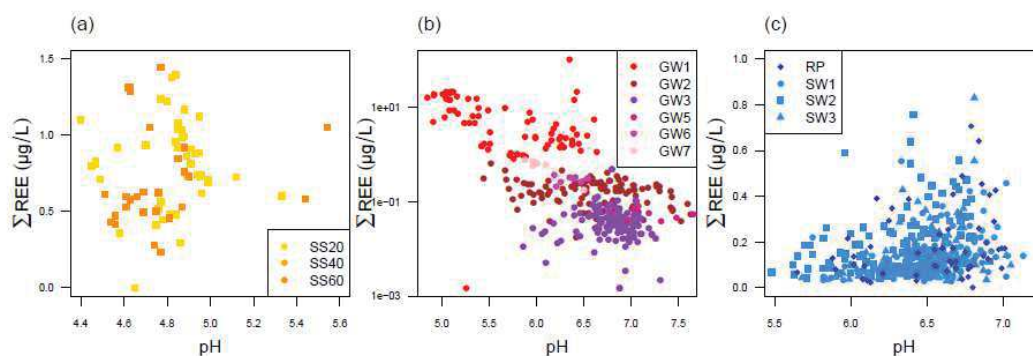 (a)
(b)
(c)
∑REE (µg/L)
1.5
1.0
0.5
0.0
SS20
SS40
SS60
4.4 4.6 4.8 5.0 5.2 5.4 5.6
pH
∑REE (µg/L)
1e+01
1e−01
1e−03
GW1
GW2
GW3
GW5
GW6
GW7
5.0 5.5 6.0 6.5 7.0 7.5
pH
∑REE (µg/L)
1.0
0.8
0.6
0.4
0.2
0.0
RP
SW1
SW2
SW3
5.5 6.0 6.5 7.0
pH